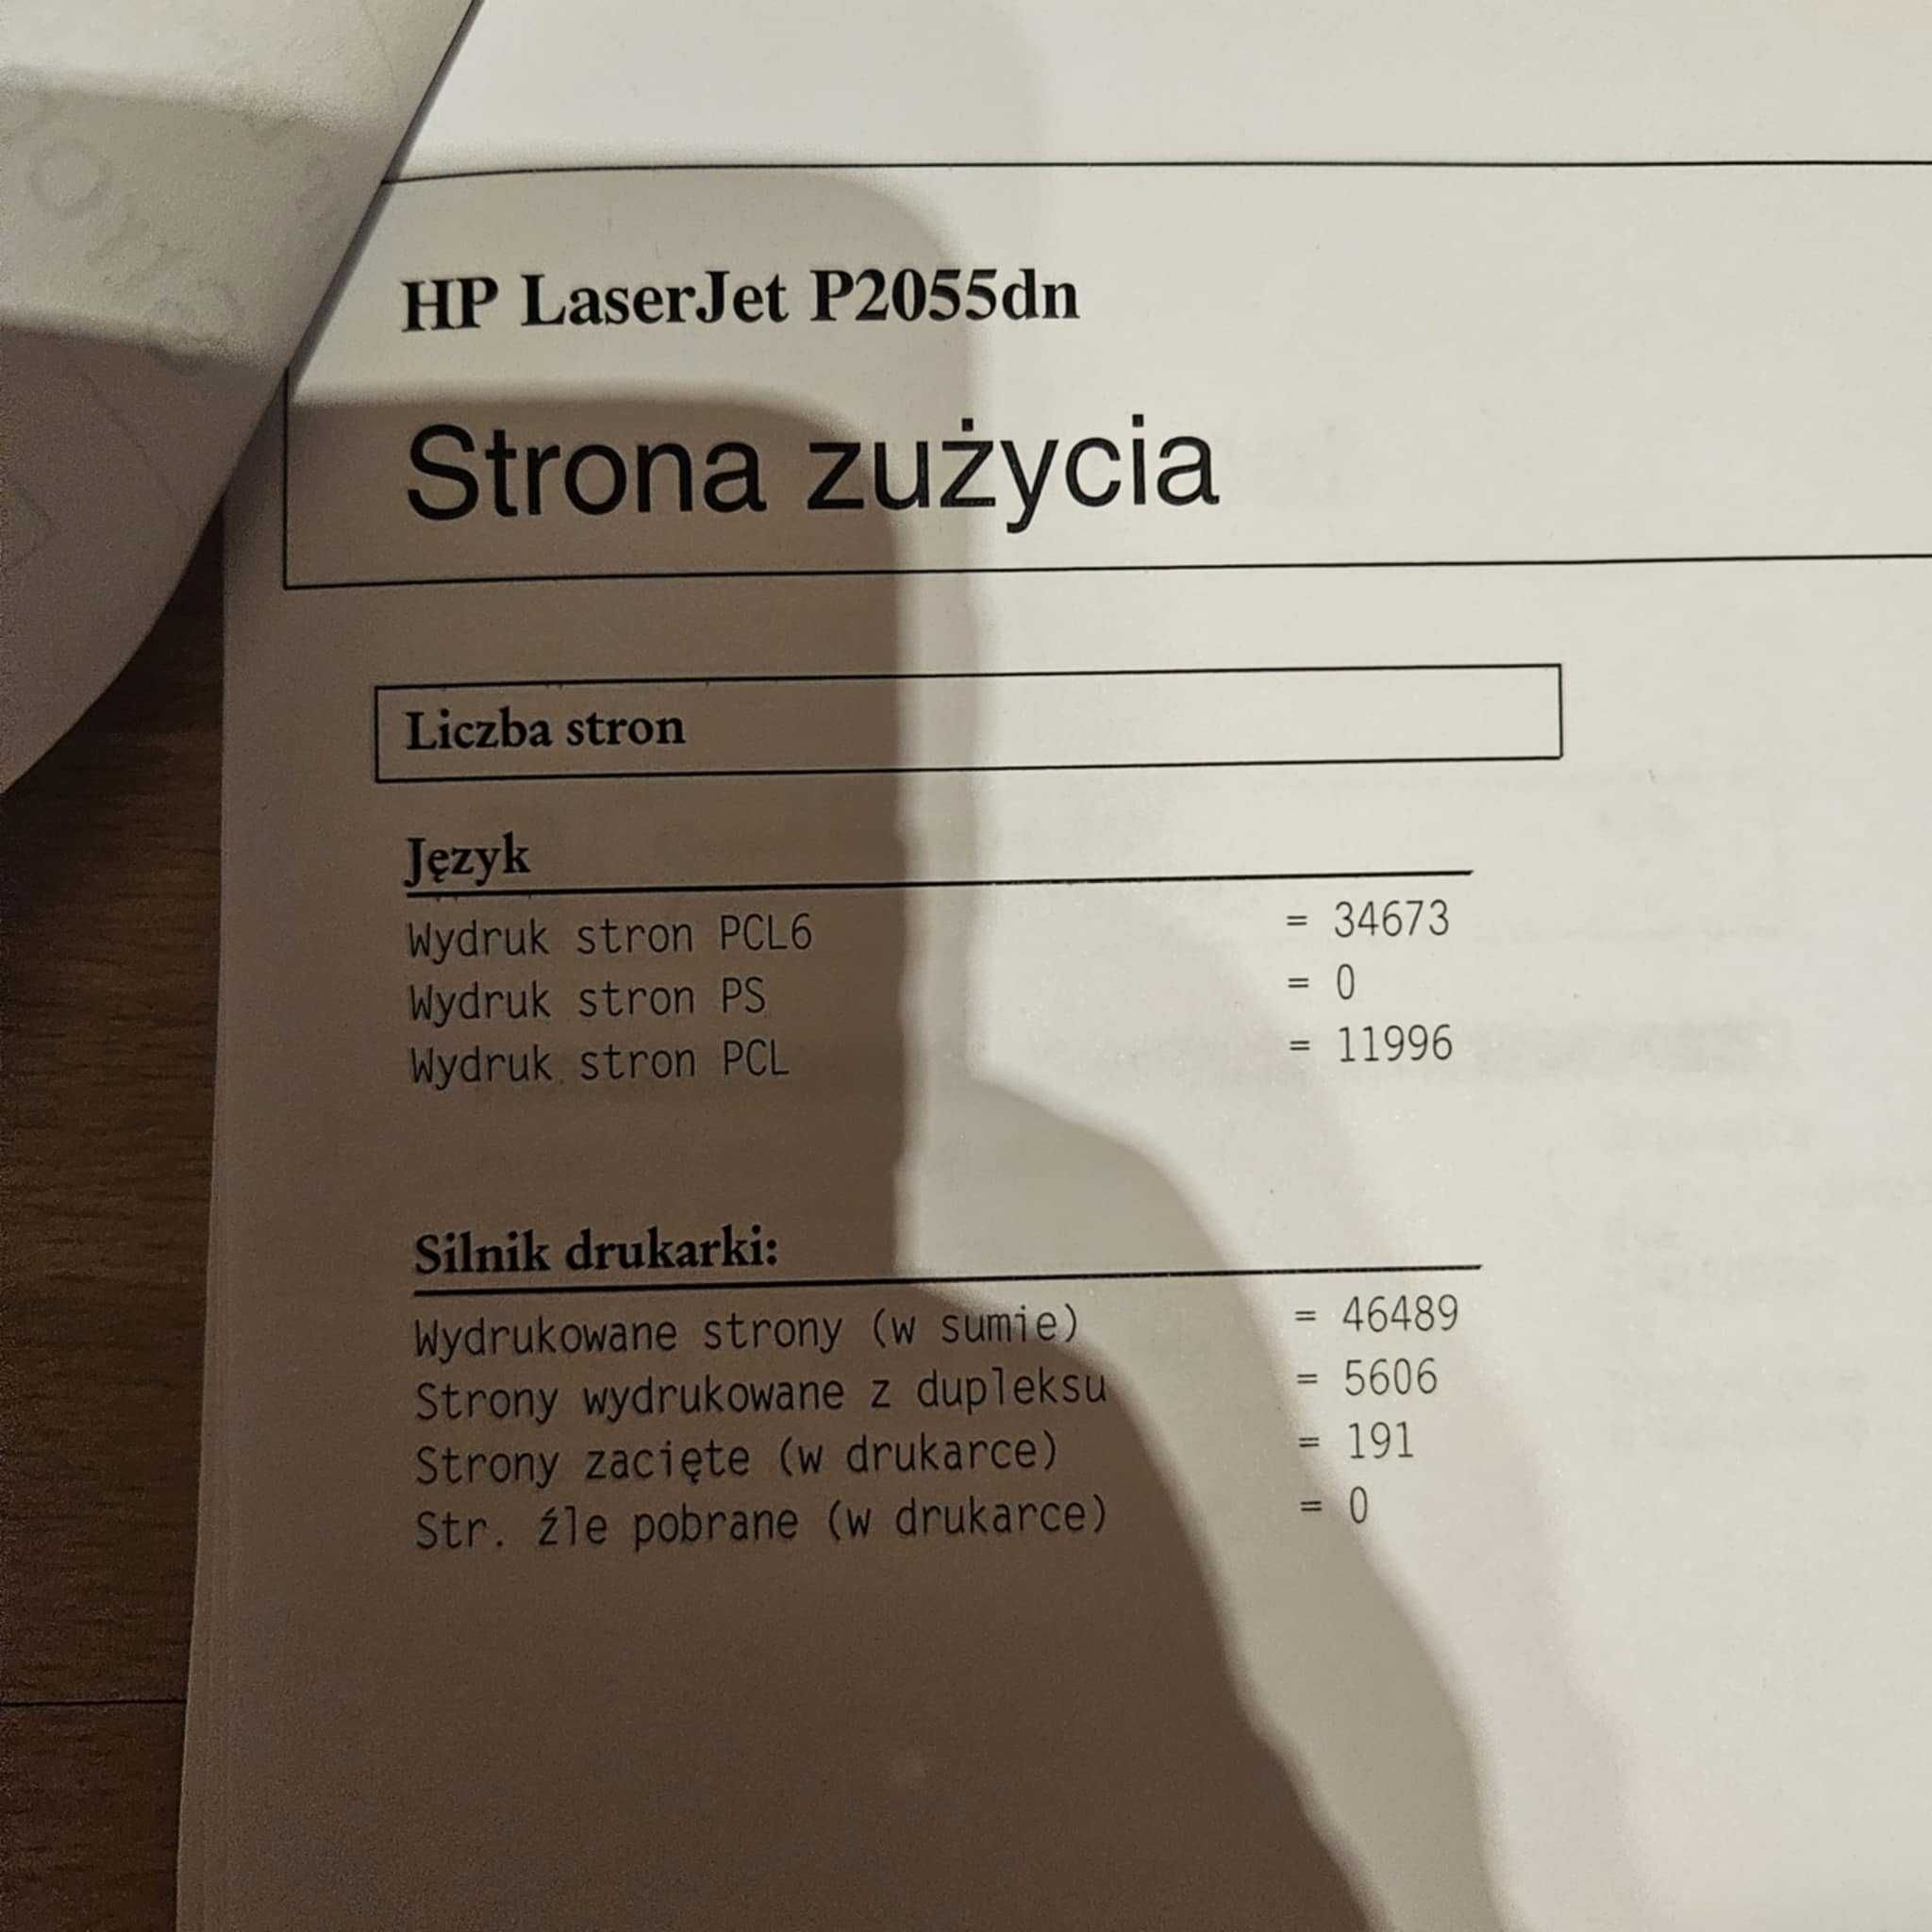 HP LaserJet P2055dn
Strona zużycia
Liczba stron
Język
Wydruk stron PCL6 = 34673
Wydruk stron PS = 0
Wydruk stron PCL = 11996
Silnik drukarki:
Wydrukowane strony (w sumie) = 46489
Strony wydrukowane z dupleksu = 5606
Strony zacięte (w drukarce) = 191
Str. źle pobrane (w drukarce) = 0